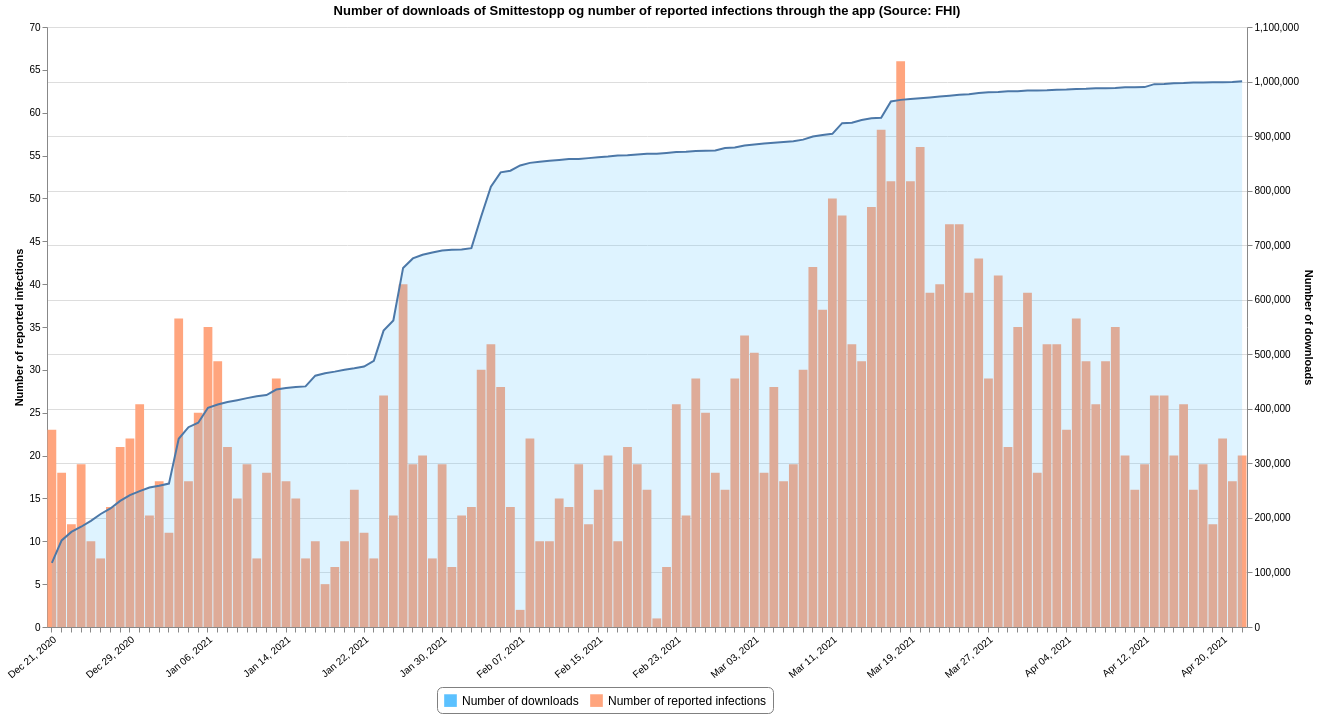 Number of downloads of Smittestopp og number of reported infections through the app (Source: FHI)
70
65
60
55
50
45
40
35
30
25
20
15
10
5
0
Number of reported infections
1,100,000
1,000,000
900,000
800,000
700,000
600,000
500,000
400,000
300,000
200,000
100,000
0
Number of downloads
Dec 21, 2020
Dec 29, 2020
Jan 06, 2021
Jan 14, 2021
Jan 22, 2021
Jan 30, 2021
Feb 07, 2021
Feb 15, 2021
Feb 23, 2021
Mar 03, 2021
Mar 11, 2021
Mar 19, 2021
Mar 27, 2021
Apr 04, 2021
Apr 12, 2021
Apr 20, 2021
Number of downloads
Number of reported infections